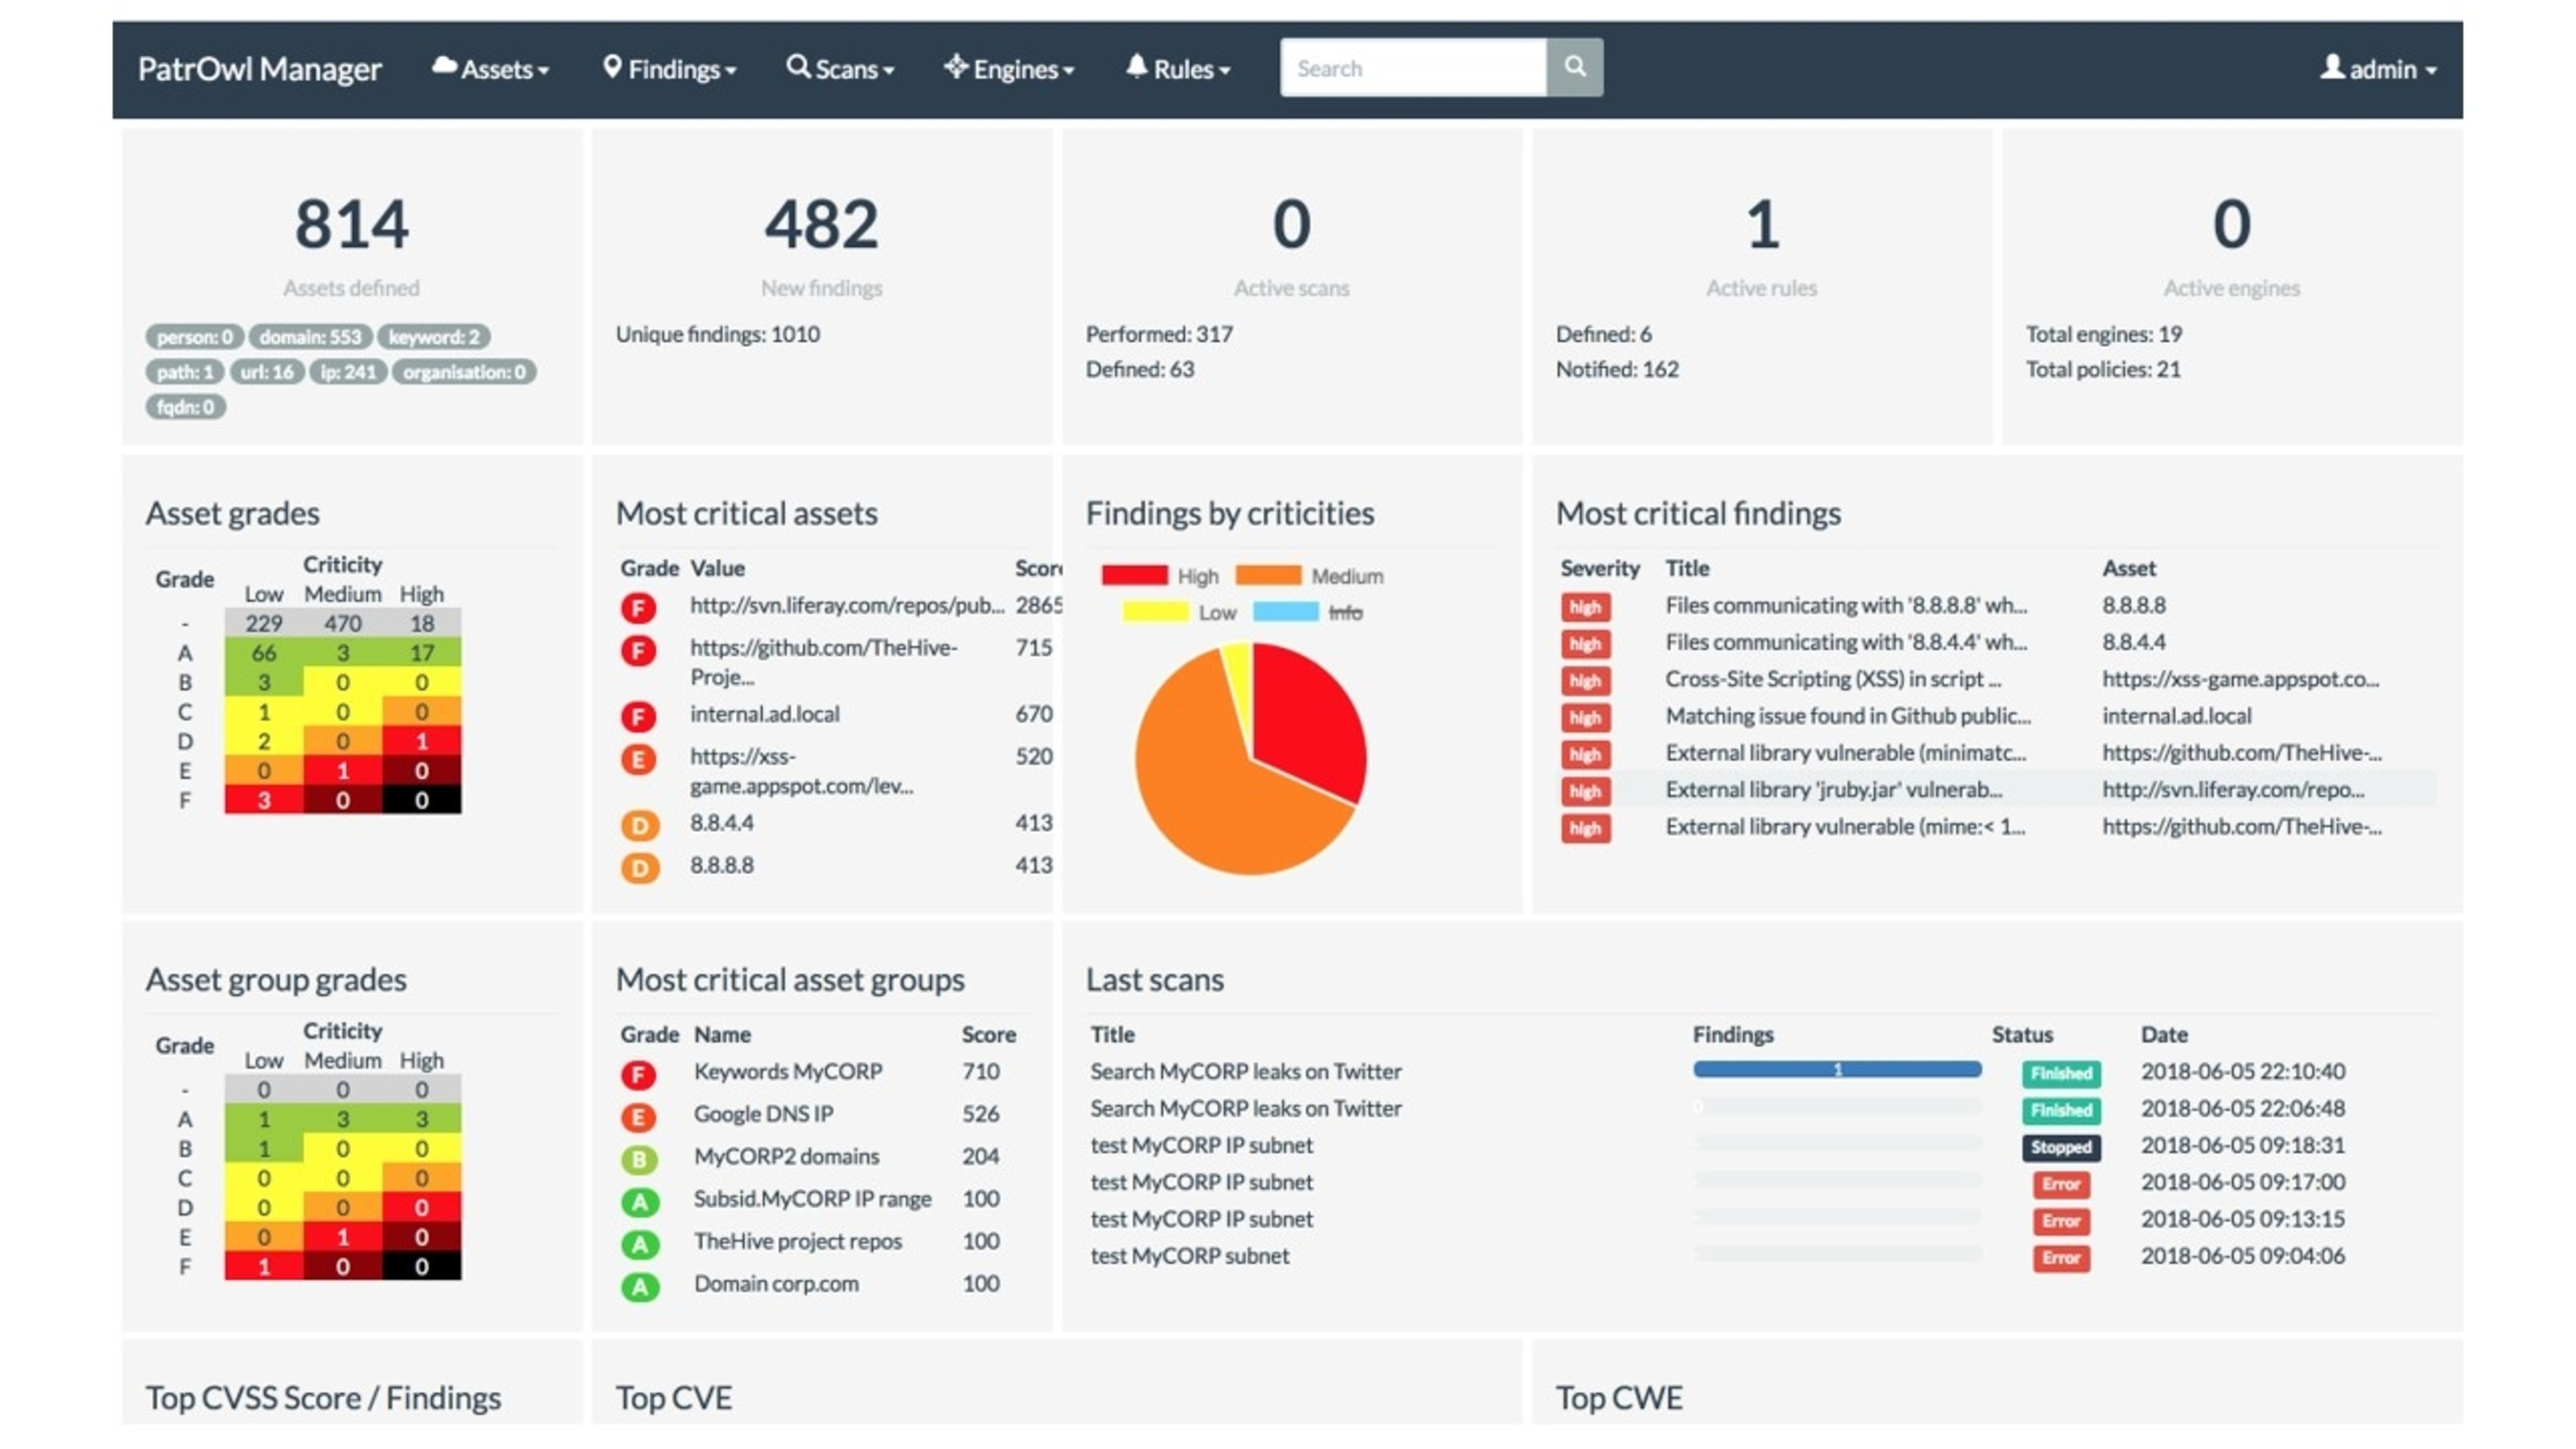 PatrOwl Manager Assets Findings Scans Engines Rules Search admin
814
Assets defined
person: 0 domain: 553 keyword: 2
path: 1 url: 16 ip: 241 organisation: 0
fqdn: 0
482
New findings
Unique findings: 1010
0
Active scans
Performed: 317
Defined: 63
1
Active rules
Defined: 6
Notified: 162
0
Active engines
Total engines: 19
Total policies: 21
Asset grades
Criticity
Grade
Low Medium High
- 229 470 18
A 66 3 17
B 3 0 0
C 1 0 0
D 2 0 1
E 0 1 0
F 3 0 0
Most critical assets
Grade Value Score
F http://svn.liferay.com/repos/pub... 2865
F https://github.com/TheHive- 715
Proje...
F internal.ad.local 670
E https://xss- 520
game.appspot.com/lev...
D 8.8.4.4 413
D 8.8.8.8 413
Findings by criticities
High Medium
Low Info
Most critical findings
Severity Title Asset
high Files communicating with '8.8.8.8' wh... 8.8.8.8
high Files communicating with '8.8.4.4' wh... 8.8.4.4
high Cross-Site Scripting (XSS) in script ... https://xss-game.appspot.co...
high Matching issue found in Github public... internal.ad.local
high External library vulnerable (minimatc... https://github.com/TheHive-...
high External library 'jruby.jar' vulnerab... http://svn.liferay.com/repo...
high External library vulnerable (mime:< 1... https://github.com/TheHive-...
Asset group grades
Criticity
Grade
Low Medium High
- 0 0 0
A 1 3 3
B 1 0 0
C 0 0 0
D 0 0 0
E 0 1 0
F 1 0 0
Most critical asset groups
Grade Name Score
F Keywords MyCORP 710
E Google DNS IP 526
B MyCORP2 domains 204
A Subsid.MyCORP IP range 100
A TheHive project repos 100
A Domain corp.com 100
Last scans
Title Findings Status Date
Search MyCORP leaks on Twitter 1 Finished 2018-06-05 22:10:40
Search MyCORP leaks on Twitter 0 Finished 2018-06-05 22:06:48
test MyCORP IP subnet Stopped 2018-06-05 09:18:31
test MyCORP IP subnet Error 2018-06-05 09:17:00
test MyCORP IP subnet Error 2018-06-05 09:13:15
test MyCORP subnet Error 2018-06-05 09:04:06
Top CVSS Score / Findings
Top CVE
Top CWE